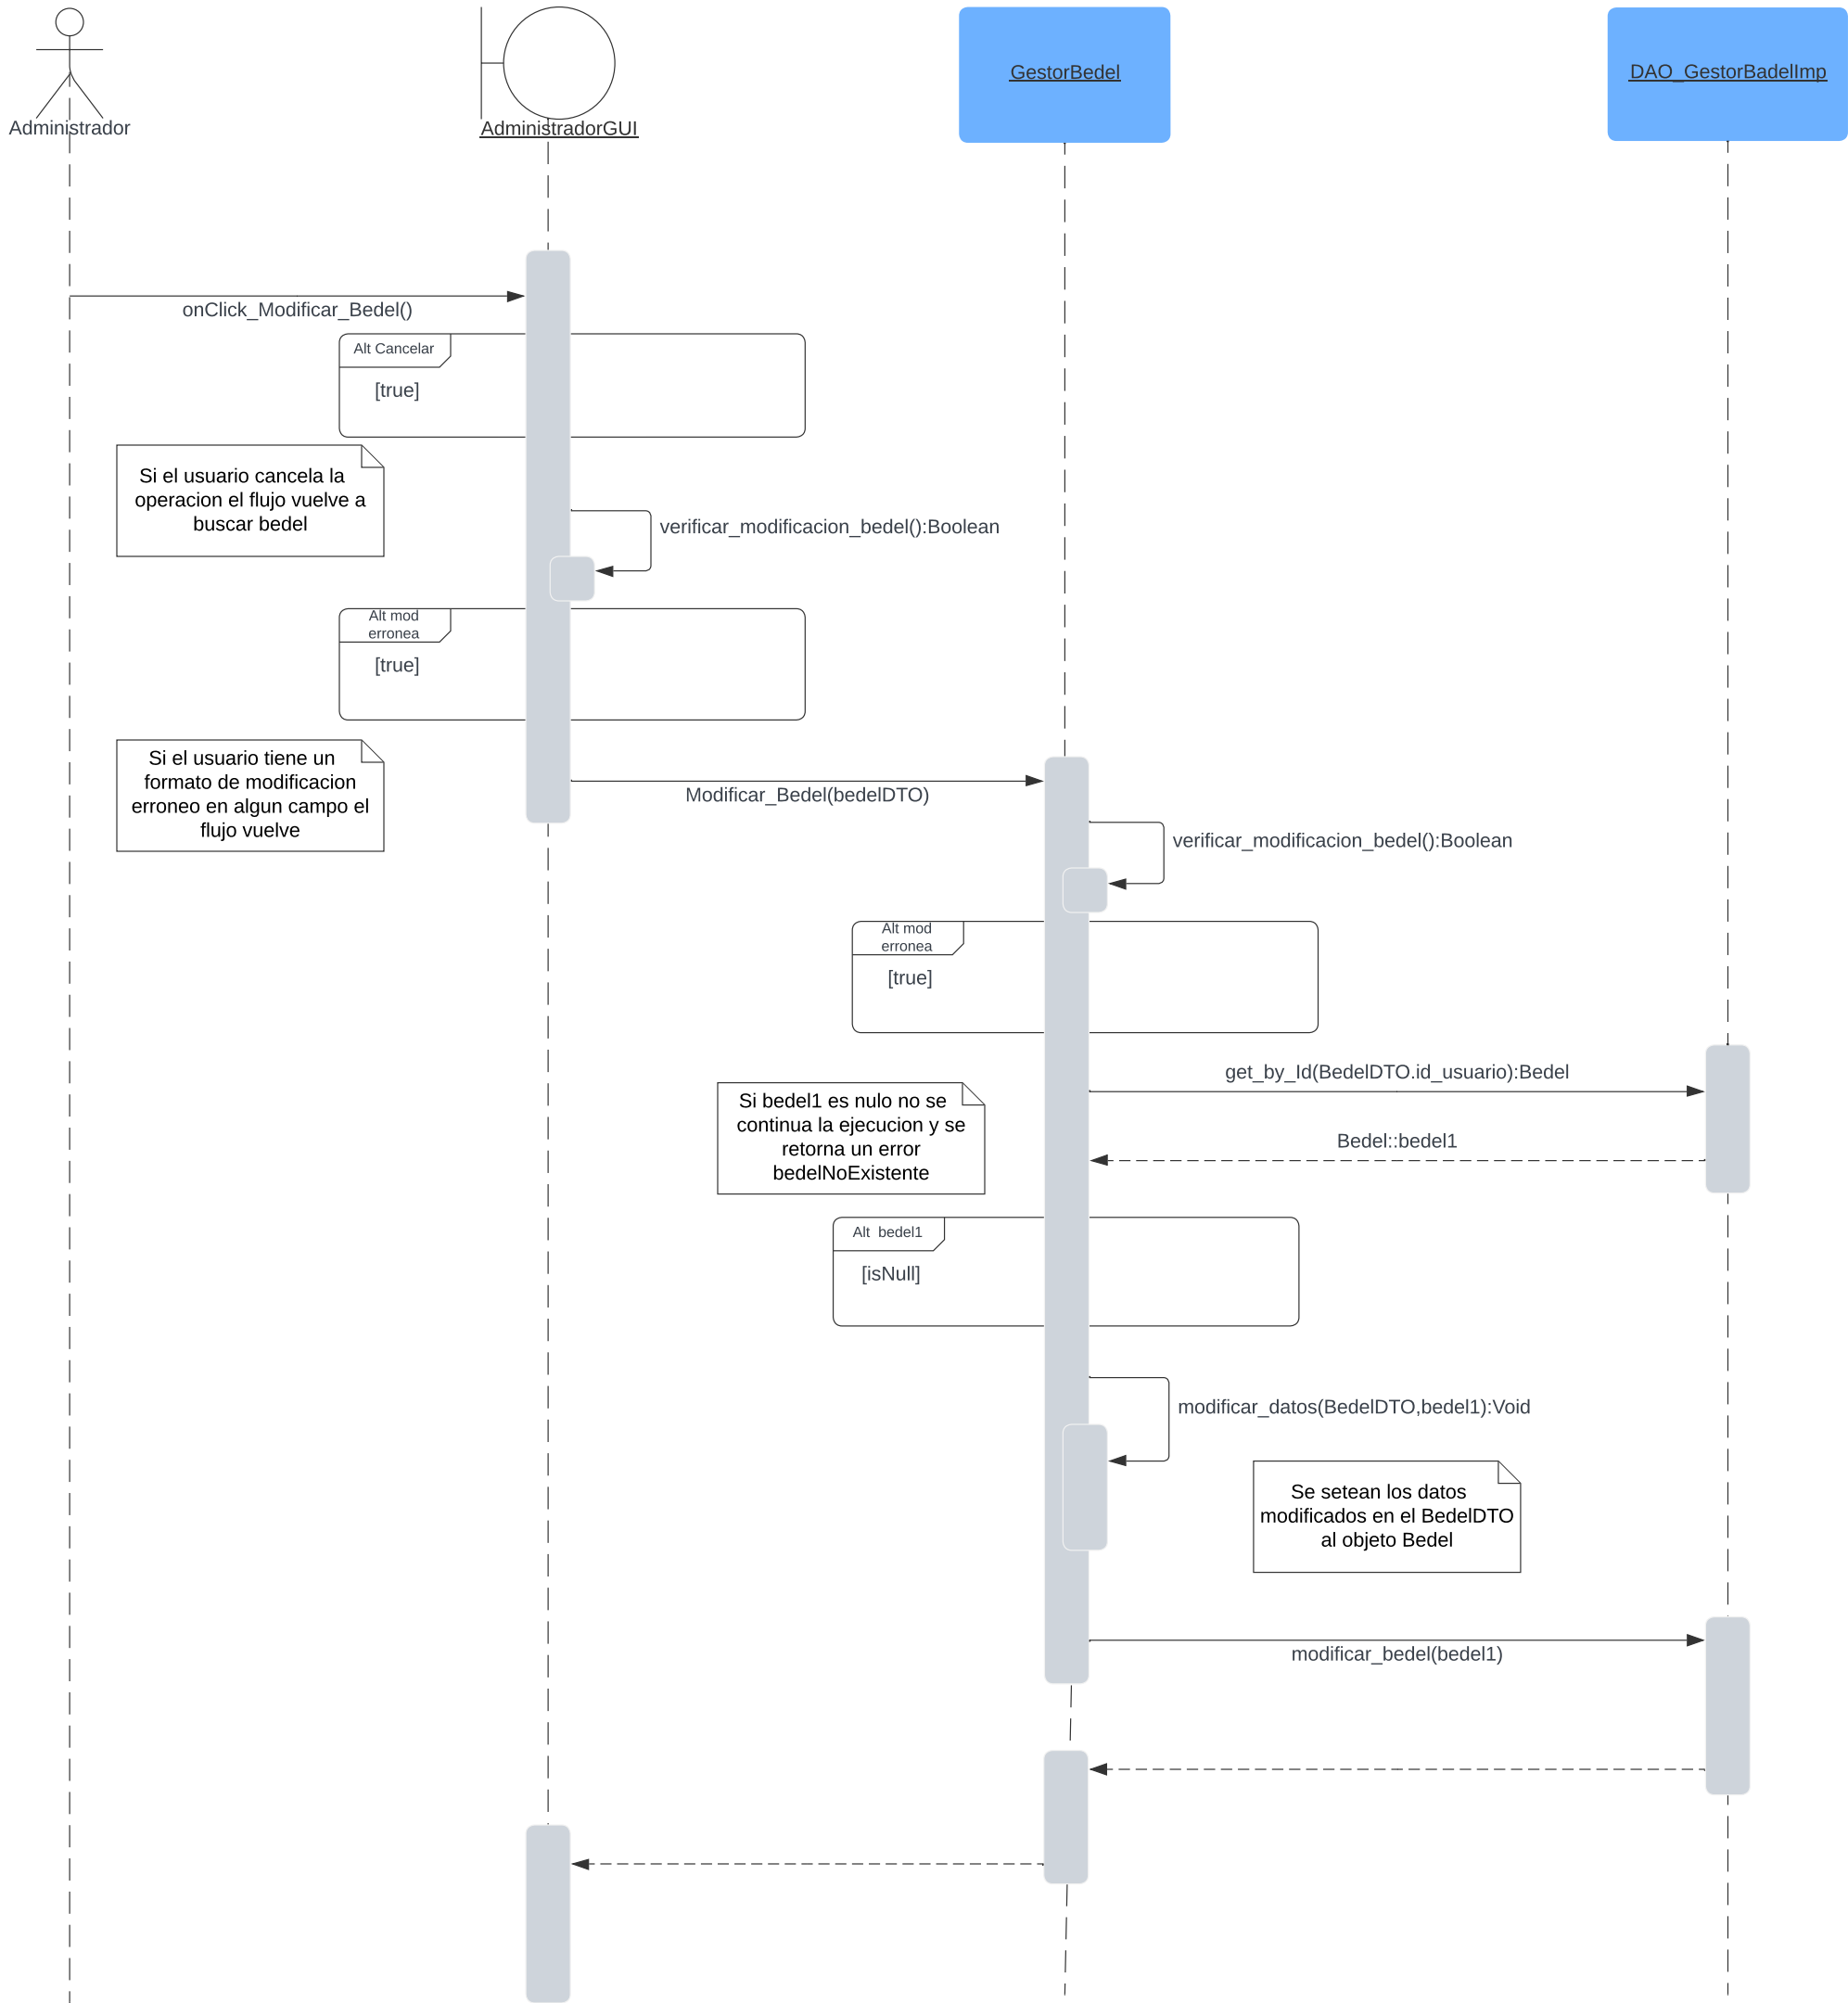 Administrador
AdministradorGUI
GestorBedel
DAO_GestorBadelImp
onClick_Modificar_Bedel()
Alt Cancelar
[true]
Si el usuario cancela la
operacion el flujo vuelve a
buscar bedel
verificar_modificacion_bedel():Boolean
Alt mod
erronea
[true]
Si el usuario tiene un
formato de modificacion
erroneo en algun campo el
flujo vuelve
Modificar_Bedel(bedelDTO)
verificar_modificacion_bedel():Boolean
Alt mod
erronea
[true]
get_by_Id(BedelDTO.id_usuario):Bedel
Si bedel1 es nulo no se
continua la ejecucion y se
retorna un error
bedelNoExistente
Bedel::bedel1
Alt bedel1
[isNull]
modificar_datos(BedelDTO,bedel1):Void
Se setean los datos
modificados en el BedelDTO
al objeto Bedel
modificar_bedel(bedel1)